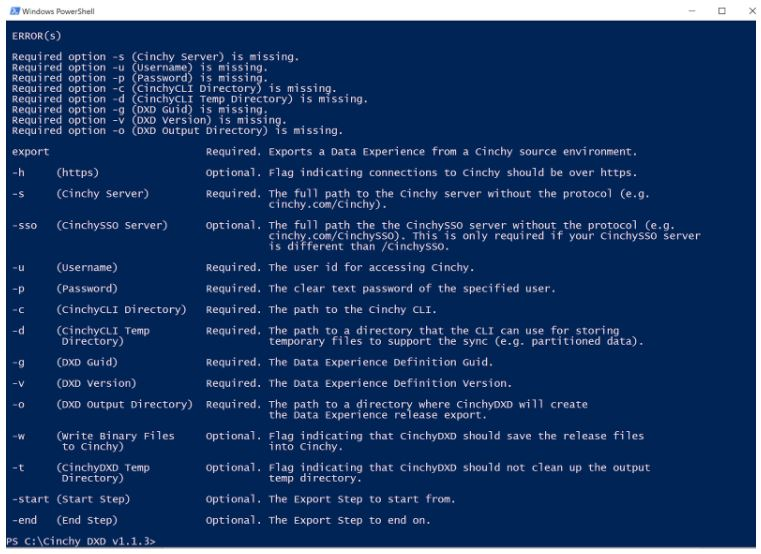 Windows PowerShell
ERROR(s)
Required option -s (Cinchy Server) is missing.
Required option -u (Username) is missing.
Required option -p (Password) is missing.
Required option -c (CinchyCLI Directory) is missing.
Required option -d (CinchyCLI Temp Directory) is missing.
Required option -g (DXD Guid) is missing.
Required option -v (DXD Version) is missing.
Required option -o (DXD Output Directory) is missing.
export Required. Exports a Data Experience from a Cinchy source environment.
-h (https) Optional. Flag indicating connections to Cinchy should be over https.
-s (Cinchy Server) Required. The full path to the Cinchy server without the protocol (e.g.
cinchy.com/Cinchy).
-sso (CinchySSO Server) Optional. The full path the the CinchySSO server without the protocol (e.g.
cinchy.com/CinchySSO). This is only required if your CinchySSO server
is different than /CinchySSO.
-u (Username) Required. The user id for accessing Cinchy.
-p (Password) Required. The clear text password of the specified user.
-c (CinchyCLI Directory) Required. The path to the Cinchy CLI.
-d (CinchyCLI Temp Required. The path to a directory that the CLI can use for storing
Directory) temporary files to support the sync (e.g. partitioned data).
-g (DXD Guid) Required. The Data Experience Definition Guid.
-v (DXD Version) Required. The Data Experience Definition Version.
-o (DXD Output Directory) Required. The path to a directory where CinchyDXD will create
the Data Experience release export.
-w (Write Binary Files Optional. Flag indicating that CinchyDXD should save the release files
to Cinchy) into Cinchy.
-t (CinchyDXD Temp Optional. Flag indicating that CinchyDXD should not clean up the output
Directory) temp directory.
-start (Start Step) Optional. The Export Step to start from.
-end (End Step) Optional. The Export Step to end on.
PS C:\Cinchy DXD v1.1.3>